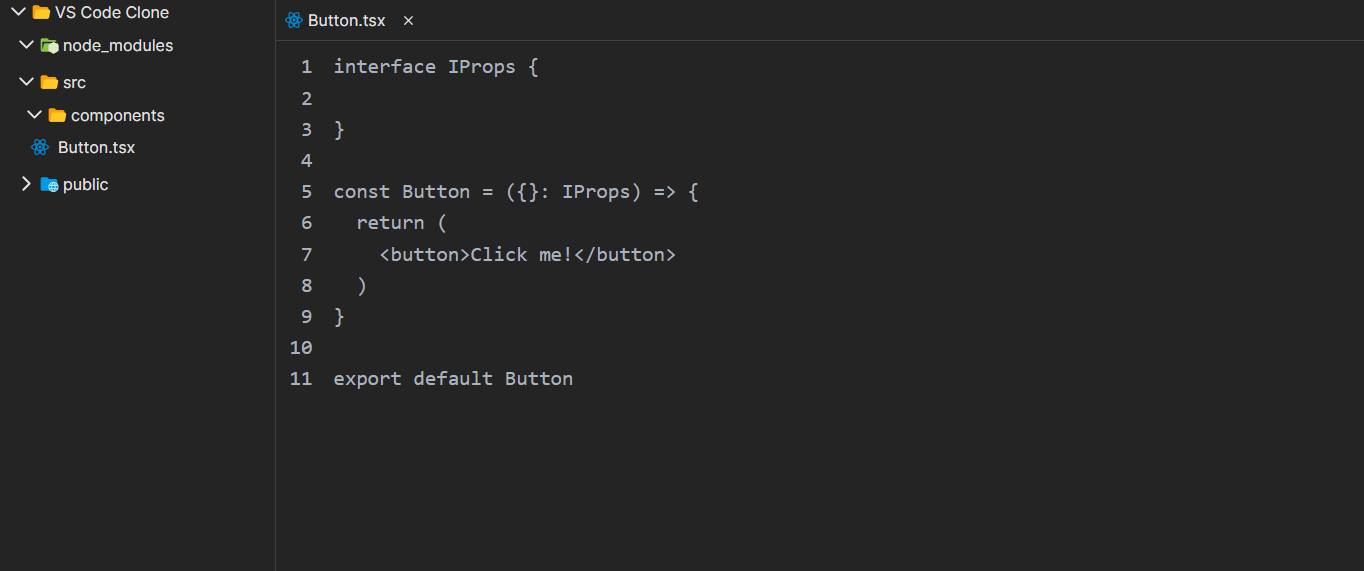 VS Code Clone
node_modules
src
components
Button.tsx
public
Button.tsx ×
1 interface IProps {
2
3 }
4
5 const Button = ({}: IProps) => {
6   return (
7     <button>Click me!</button>
8   )
9 }
10
11 export default Button